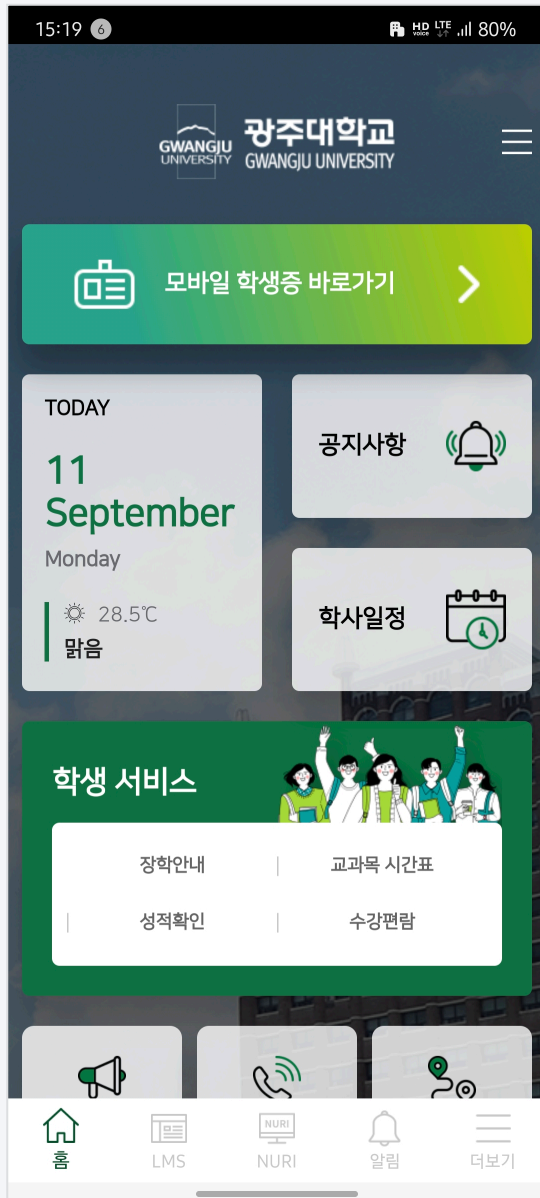 15:19 6 HD voice LTE 80%
GWANGJU UNIVERSITY 광주대학교
GWANGJU UNIVERSITY
모바일 학생증 바로가기
TODAY
11
September
Monday
28.5℃
맑음
공지사항
학사일정
학생 서비스
장학안내 | 교과목 시간표
| 성적확인 | 수강편람
NURI
홈 LMS NURI 알림 더보기